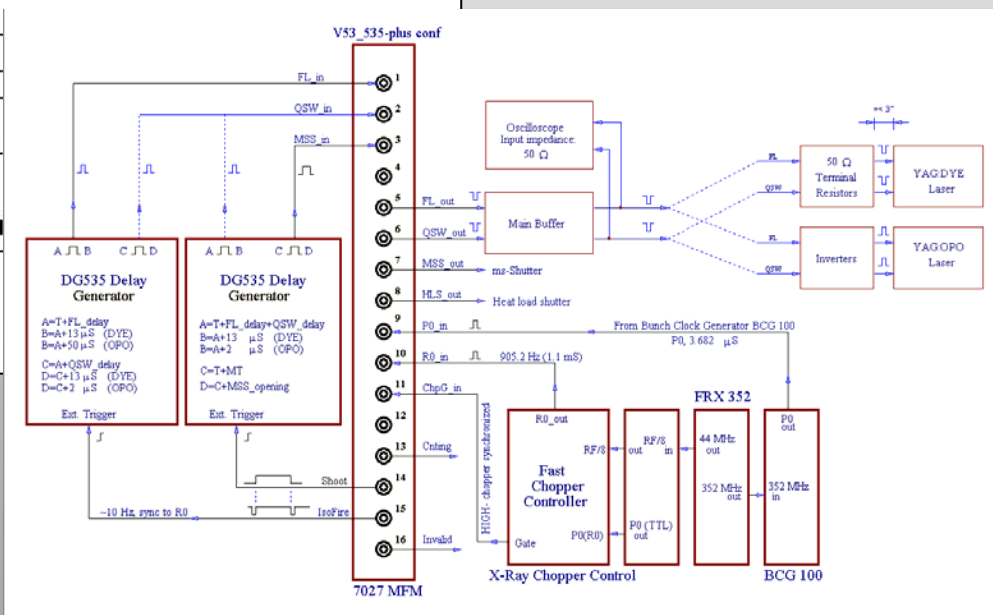 V53_535-plus conf
FL_in
1
QSW_in
2
MSS_in
3
4
5
FL_out
6
QSW_out
7
MSS_out
ms-Shutter
8
HLS_out
Heat load shutter
9
P0_in
From Bunch Clock Generator BCG 100
P0, 3.682 μS
10
R0_in
905.2 Hz (1.1 mS)
11
ChpG_in
12
13
Cnting
14
Shoot
15
IsoFire
~10 Hz, sync to R0
16
Invabd
7027 MFM
A B C D
DG535 Delay
Generator
A=T+FL_delay
B=A+13 μS (DYE)
B=A+50 μS (OPO)
C=A+QSW_delay
D=C+13 μS (DYE)
D=C+2 μS (OPO)
Ext. Trigger
A B C D
DG535 Delay
Generator
A=T+FL_delay+QSW_delay
B=A+13 μS (DYE)
B=A+2 μS (OPO)
C=T+MT
D=C+MSS_opening
Ext. Trigger
Oscilloscope
Input impedance:
50 Ω
Main Buffer
FL
QSW
FL
QSW
=< 3"
50 Ω
Terminal
Resistors
YAG:DYE
Laser
Inverters
YAG:OPO
Laser
HIGH - chopper synchronized
R0_out
RF/8
Fast
Chopper
Controller
P0(R0)
Gate
X-Ray Chopper Control
RF/8
out in
P0 (TTL)
out
FRX 352
44 MHz
out
352 MHz
out
P0
out
352 MHz
in
BCG 100